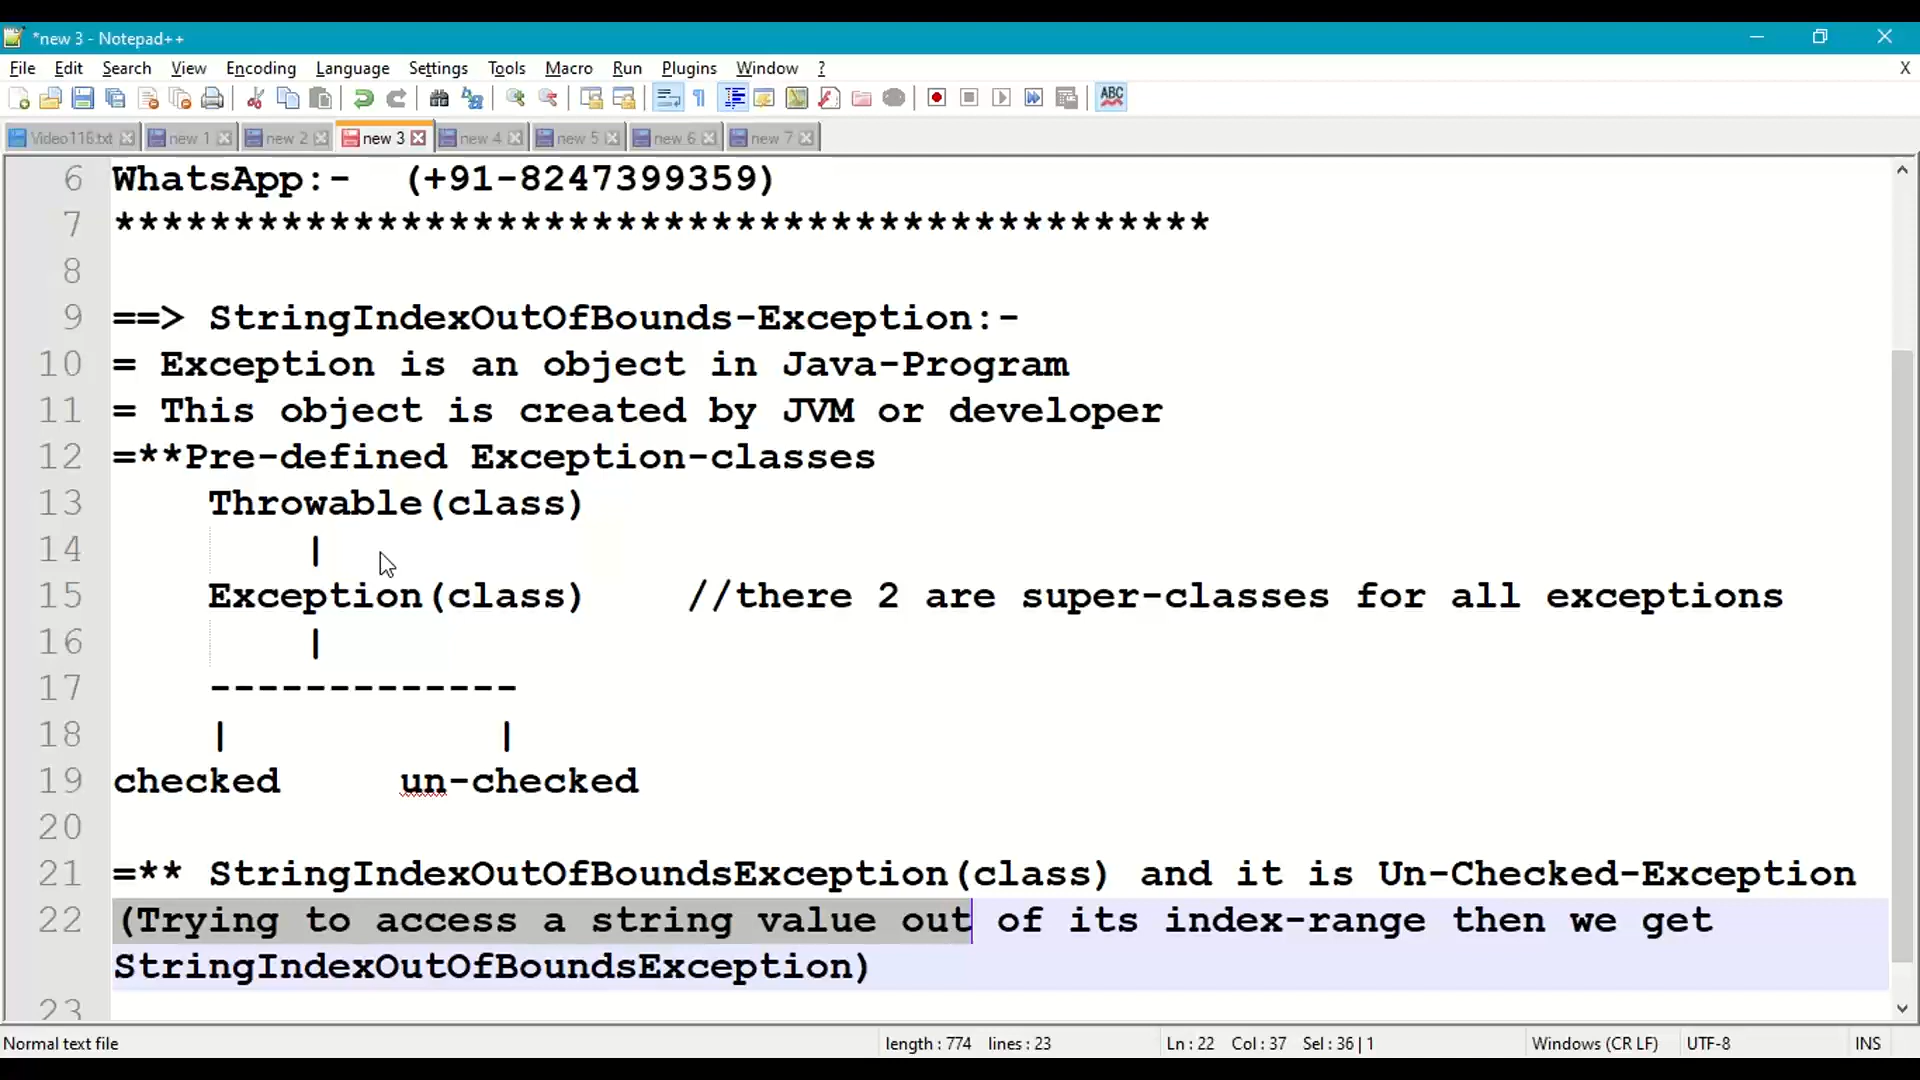 *new 3 - Notepad++
File Edit Search View Encoding Language Settings Tools Macro Run Plugins Window ? X
ABC
Video116.txt new 1 new 2 new 3 new 4 new 5 new 6 new 7
6 WhatsApp:- (+91-8247399359)
7 **********************************************
8
9 ==> StringIndexOutOfBounds-Exception:-
10 = Exception is an object in Java-Program
11 = This object is created by JVM or developer
12 =**Pre-defined Exception-classes
13 Throwable(class)
14 |
15 Exception(class) //there 2 are super-classes for all exceptions
16 |
17 -------------
18 | |
19 checked un-checked
20
21 =** StringIndexOutOfBoundsException(class) and it is Un-Checked-Exception
22 (Trying to access a string value out of its index-range then we get
StringIndexOutOfBoundsException)
23
Normal text file length : 774 lines : 23 Ln : 22 Col : 37 Sel : 36 | 1 Windows (CR LF) UTF-8 INS